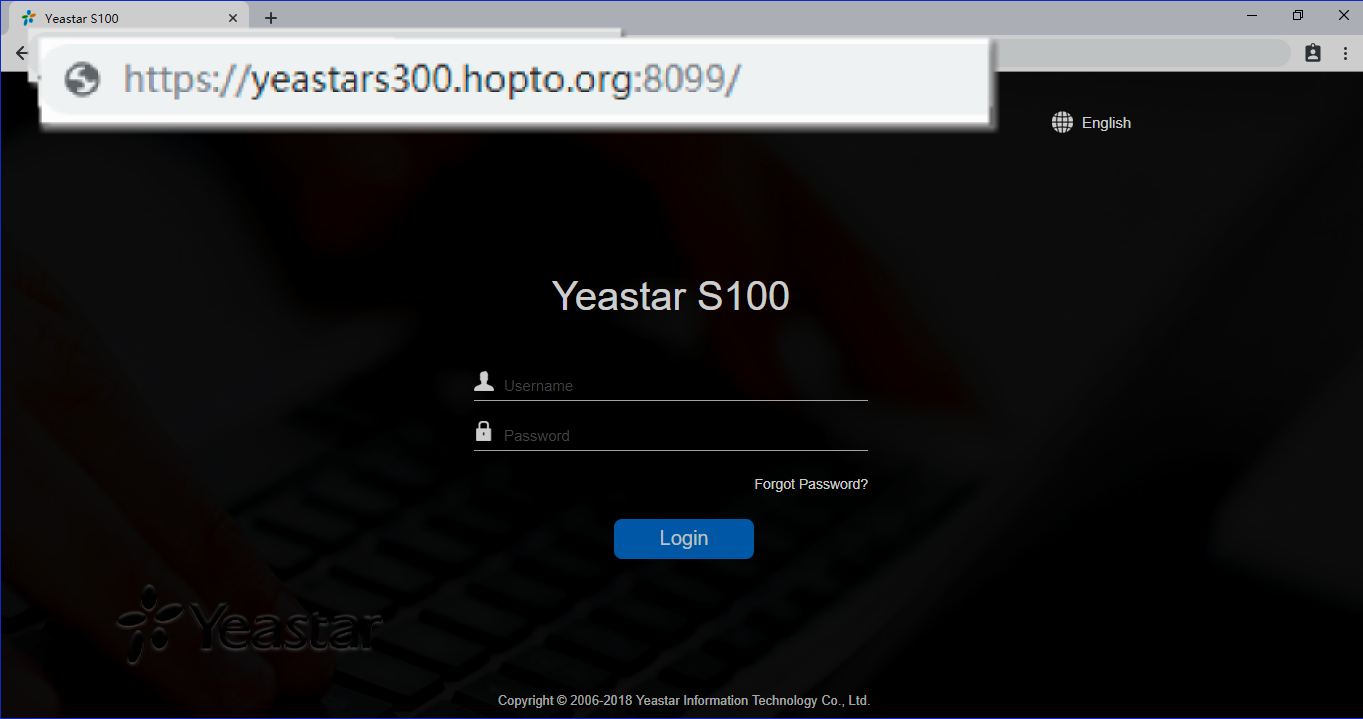 Yeastar S100
https://yeastars300.hopto.org:8099/
English
Yeastar S100
Username
Password
Forgot Password?
Login
Yeastar
Copyright © 2006-2018 Yeastar Information Technology Co., Ltd.